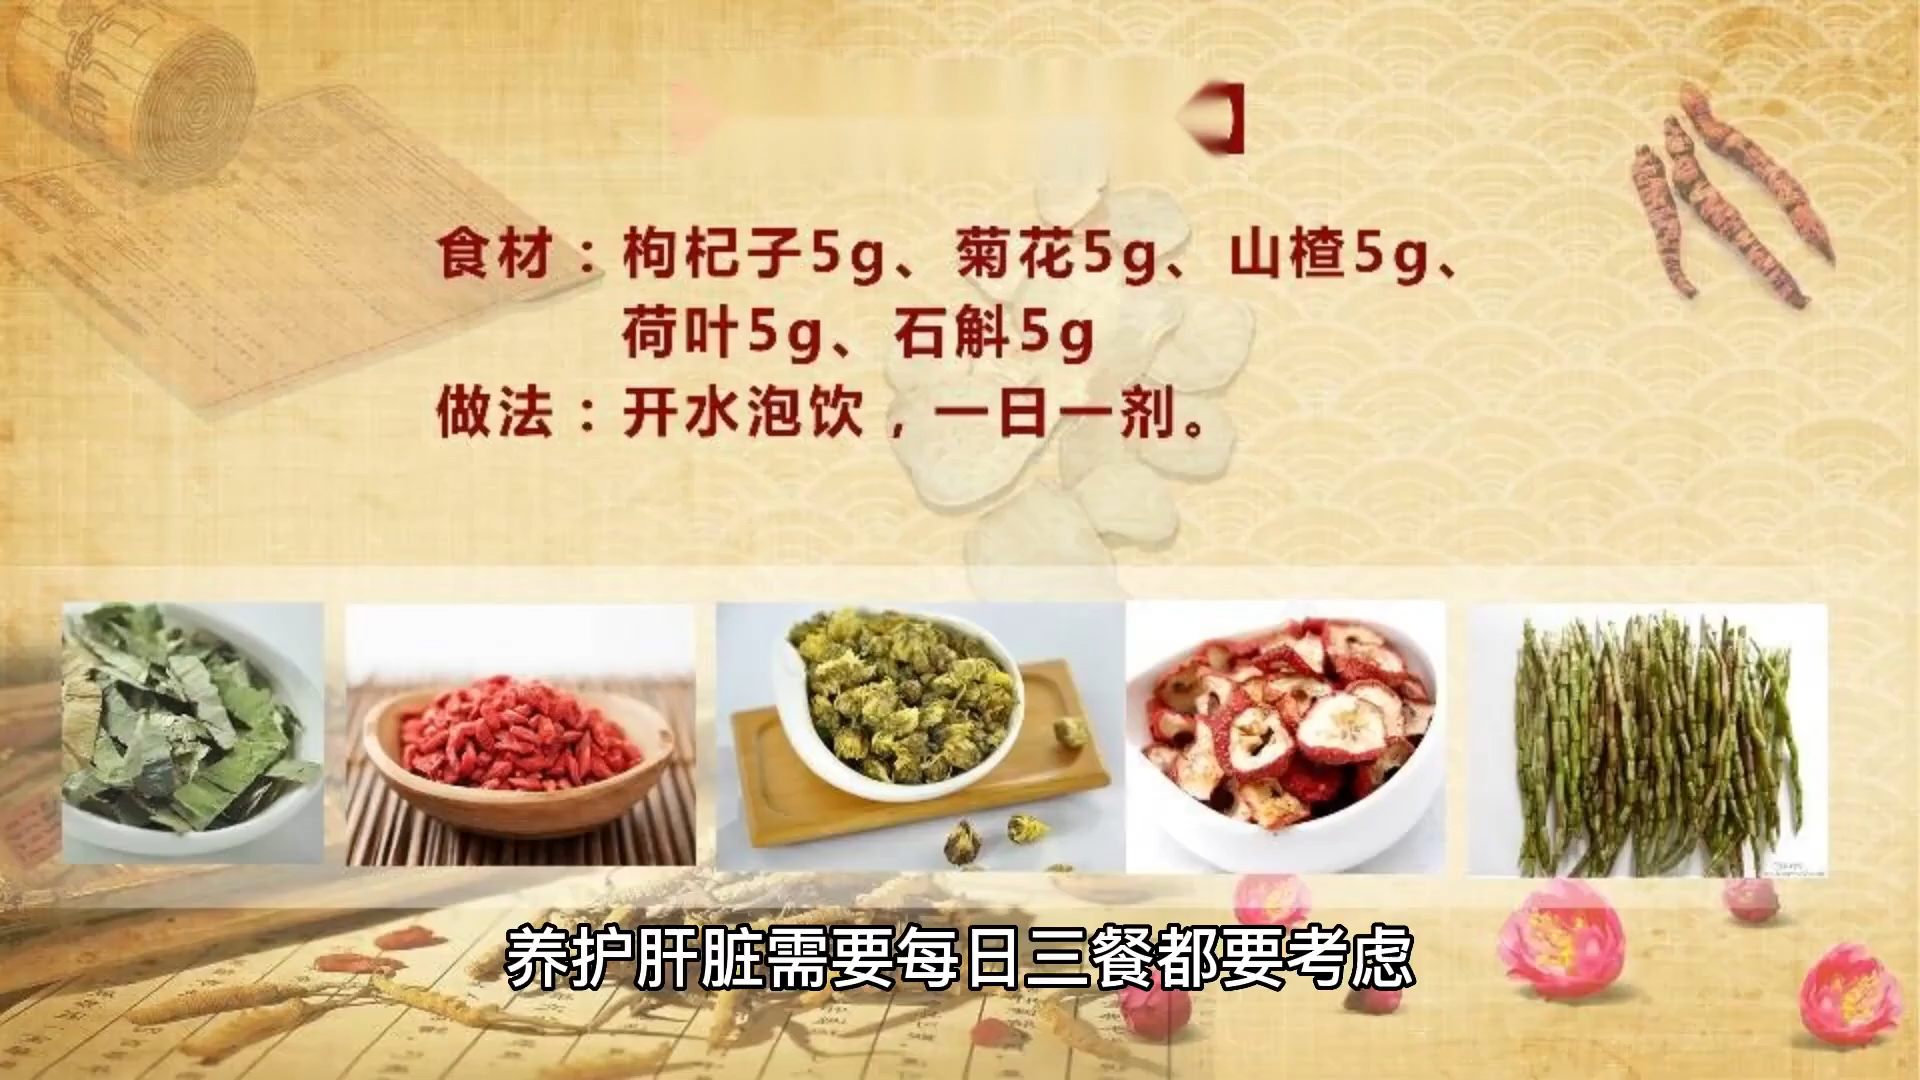 食材：枸杞子5g、菊花5g、山楂5g、
荷叶5g、石斛5g
做法：开水泡饮，一日一剂。
养护肝脏需要每日三餐都要考虑